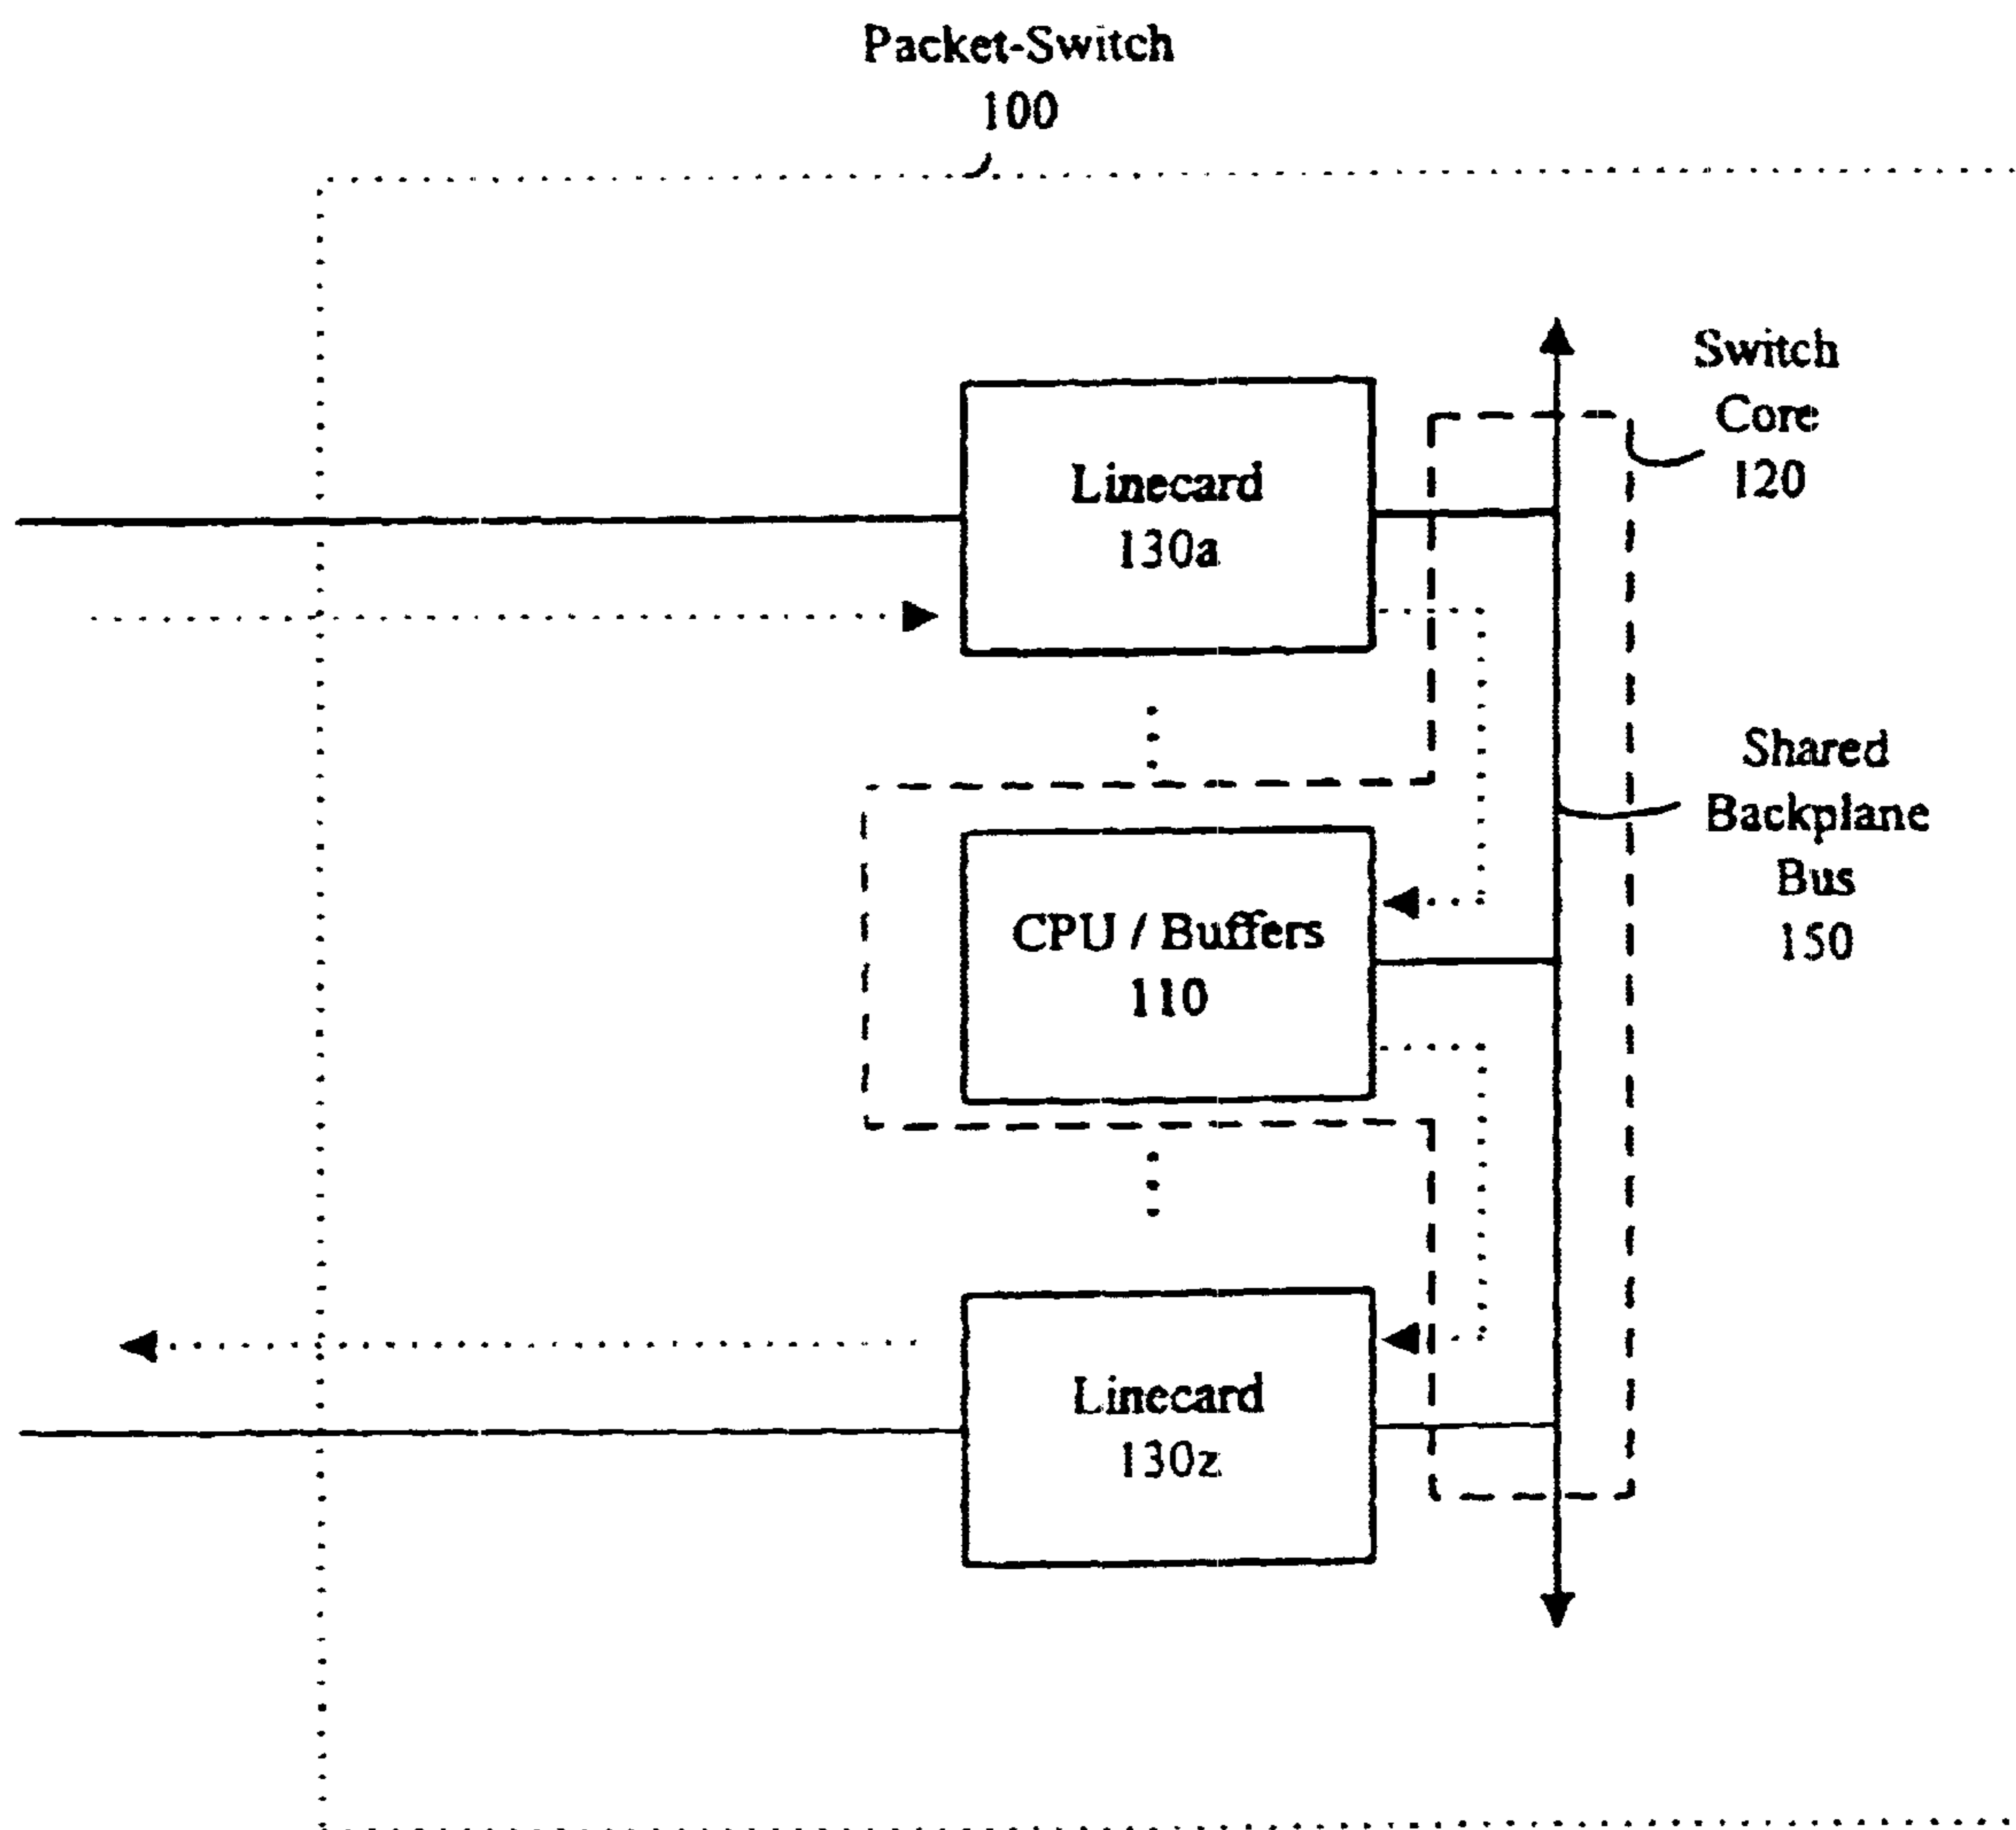 Packet-Switch
100
Switch
Core
120
Linecard
130a
Shared
Backplane
Bus
150
CPU / Buffers
110
Linecard
130z